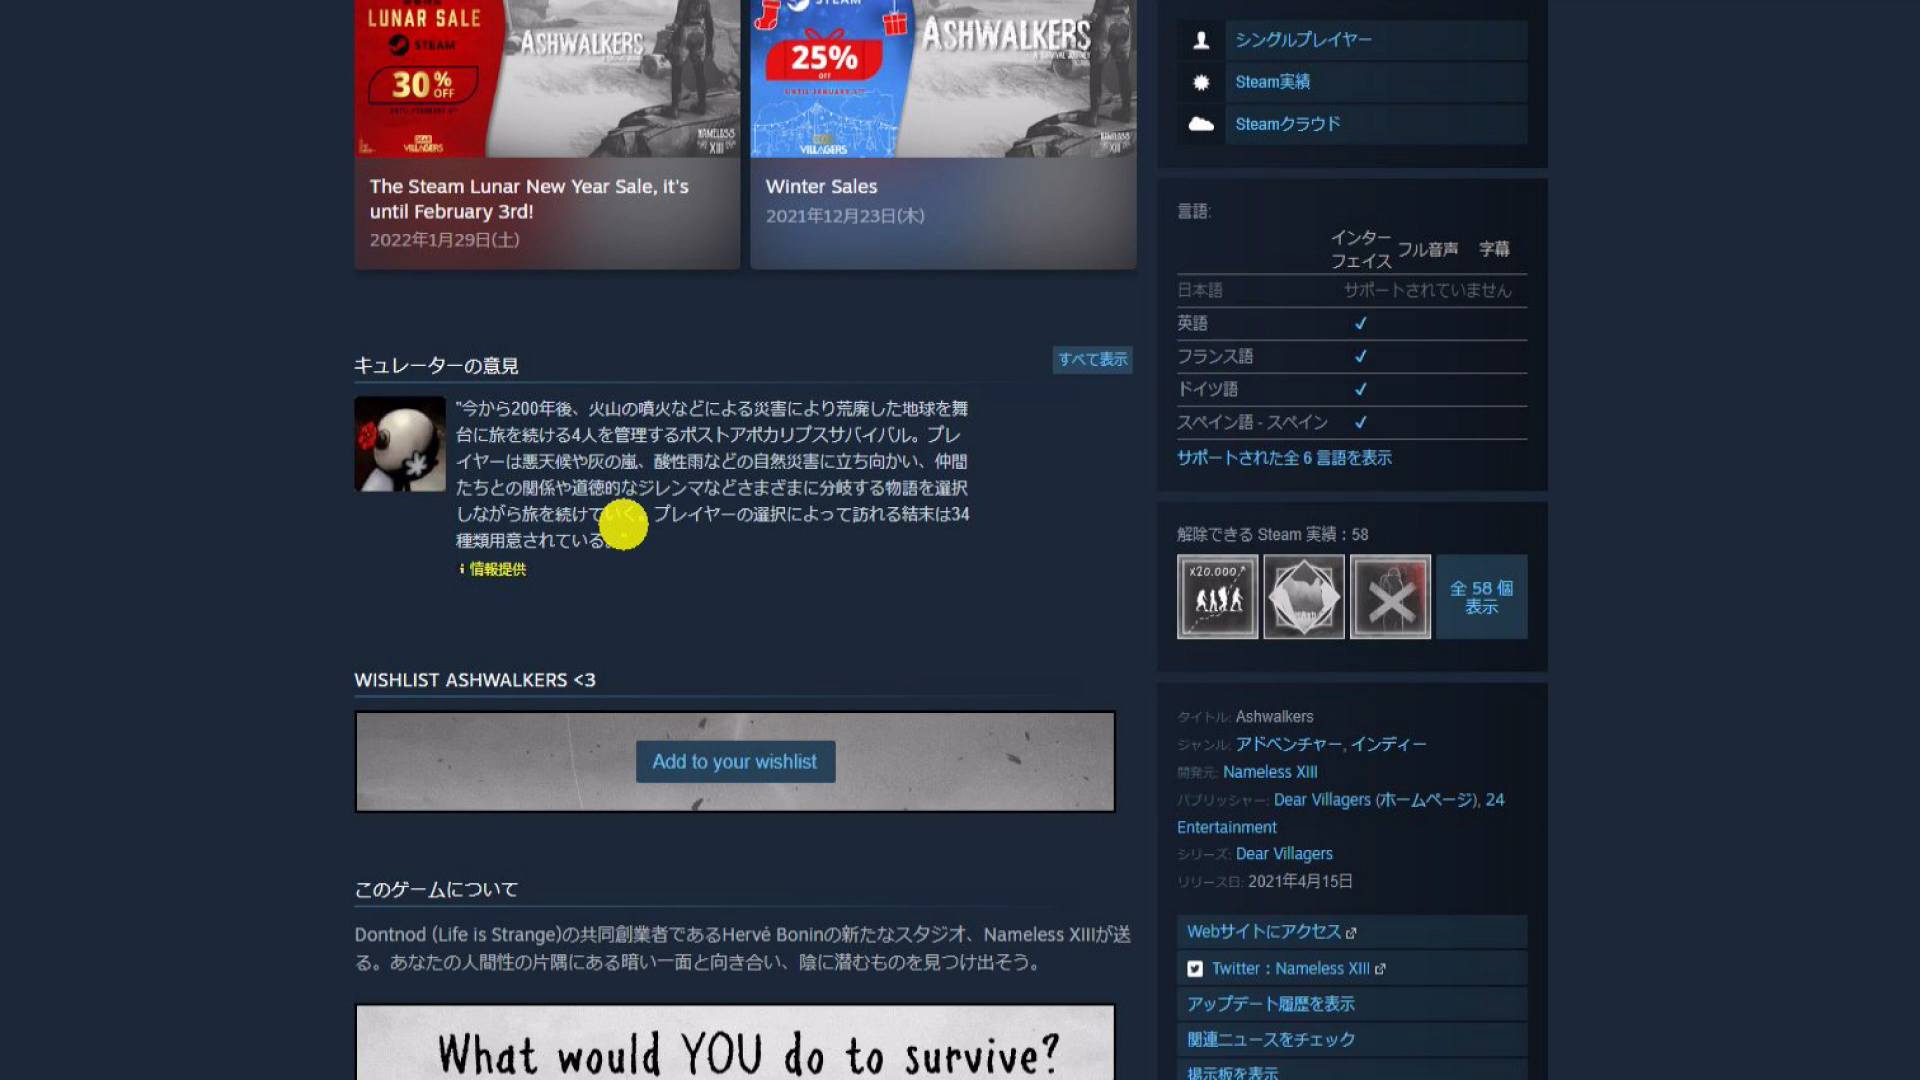 LUNAR SALE
STEAM
30% OFF
ASHWALKERS
DEAR VILLAGERS
NAMELESS XIII
STEAM
25%
OFF
ASHWALKERS
VILLAGERS
The Steam Lunar New Year Sale, it's
until February 3rd!
2022年1月29日(土)
Winter Sales
2021年12月23日(木)
キュレーターの意見
すべて表示
"今から200年後、火山の噴火などによる災害により荒廃した地球を舞
台に旅を続ける4人を管理するポストアポカリプスサバイバル。プレ
イヤーは悪天候や灰の嵐、酸性雨などの自然災害に立ち向かい、仲間
たちとの関係や道徳的なジレンマなどさまざまに分岐する物語を選択
しながら旅を続けていく。プレイヤーの選択によって訪れる結末は34
種類用意されている。"
情報提供
WISHLIST ASHWALKERS <3
Add to your wishlist
このゲームについて
Dontnod (Life is Strange)の共同創業者であるHervé Boninの新たなスタジオ、Nameless XIIIが送
る。あなたの人間性の片隅にある暗い一面と向き合い、陰に潜むものを見つけ出そう。
What would YOU do to survive?
シングルプレイヤー
Steam実績
Steamクラウド
言語:
インター
フェイス フル音声 字幕
日本語 サポートされていません
英語 ✓
フランス語 ✓
ドイツ語 ✓
スペイン語 - スペイン ✓
サポートされた全 6 言語を表示
解除できる Steam 実績：58
x20.000
全 58 個
表示
タイトル: Ashwalkers
ジャンル: アドベンチャー, インディー
開発元: Nameless XIII
パブリッシャー: Dear Villagers (ホームページ), 24
Entertainment
シリーズ: Dear Villagers
リリース日: 2021年4月15日
Webサイトにアクセス
Twitter：Nameless XIII
アップデート履歴を表示
関連ニュースをチェック
掲示板を表示